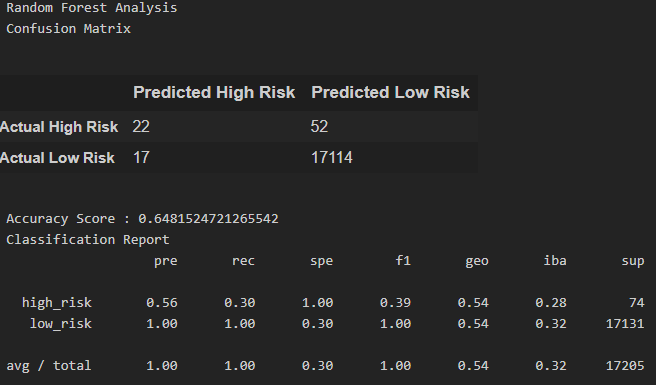 Random Forest Analysis
Confusion Matrix
Predicted High Risk Predicted Low Risk
Actual High Risk 22 52
Actual Low Risk 17 17114
Accuracy Score : 0.6481524721265542
Classification Report
pre rec spe f1 geo iba sup
high_risk 0.56 0.30 1.00 0.39 0.54 0.28 74
low_risk 1.00 1.00 0.30 1.00 0.54 0.32 17131
avg / total 1.00 1.00 0.30 1.00 0.54 0.32 17205